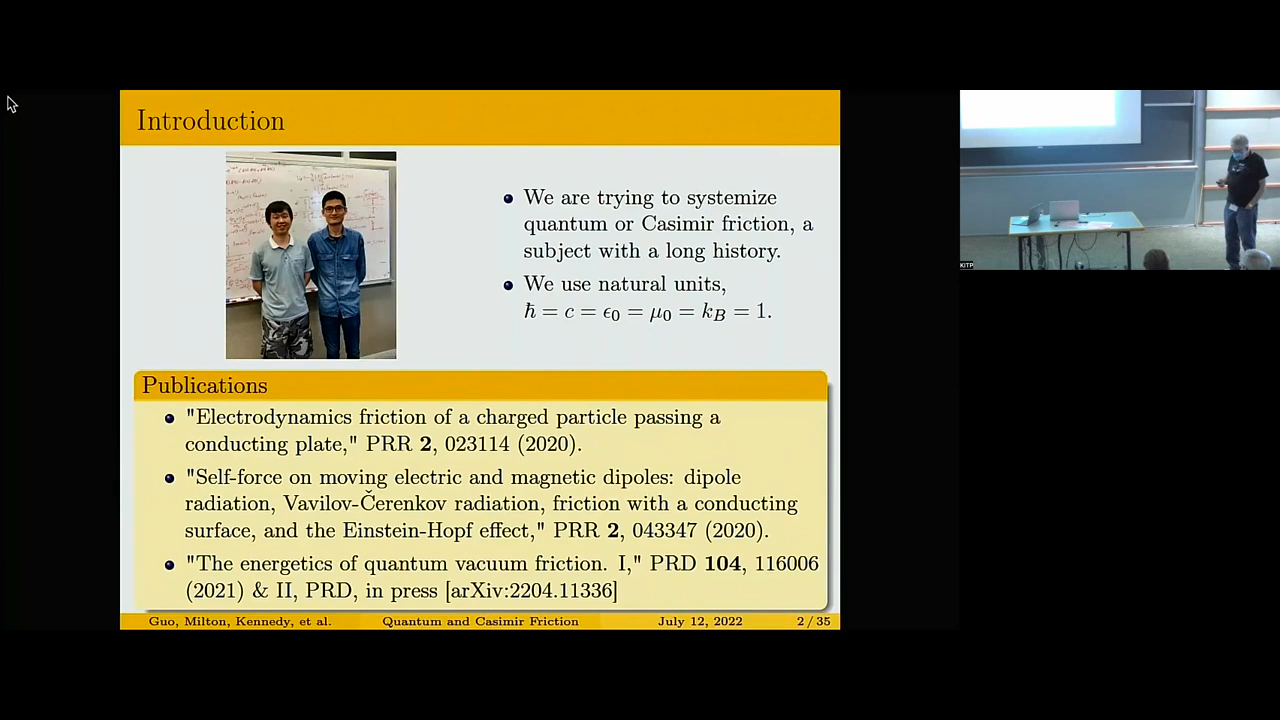 Introduction
We are trying to systemize
quantum or Casimir friction, a
subject with a long history.
We use natural units,
ħ = c = ϵ₀ = μ₀ = k_B = 1.
Publications
"Electrodynamics friction of a charged particle passing a
conducting plate," PRR 2, 023114 (2020).
"Self-force on moving electric and magnetic dipoles: dipole
radiation, Vavilov-Čerenkov radiation, friction with a conducting
surface, and the Einstein-Hopf effect," PRR 2, 043347 (2020).
"The energetics of quantum vacuum friction. I," PRD 104, 116006
(2021) & II, PRD, in press [arXiv:2204.11336]
Guo, Milton, Kennedy, et al. Quantum and Casimir Friction July 12, 2022 2 / 35
KITP